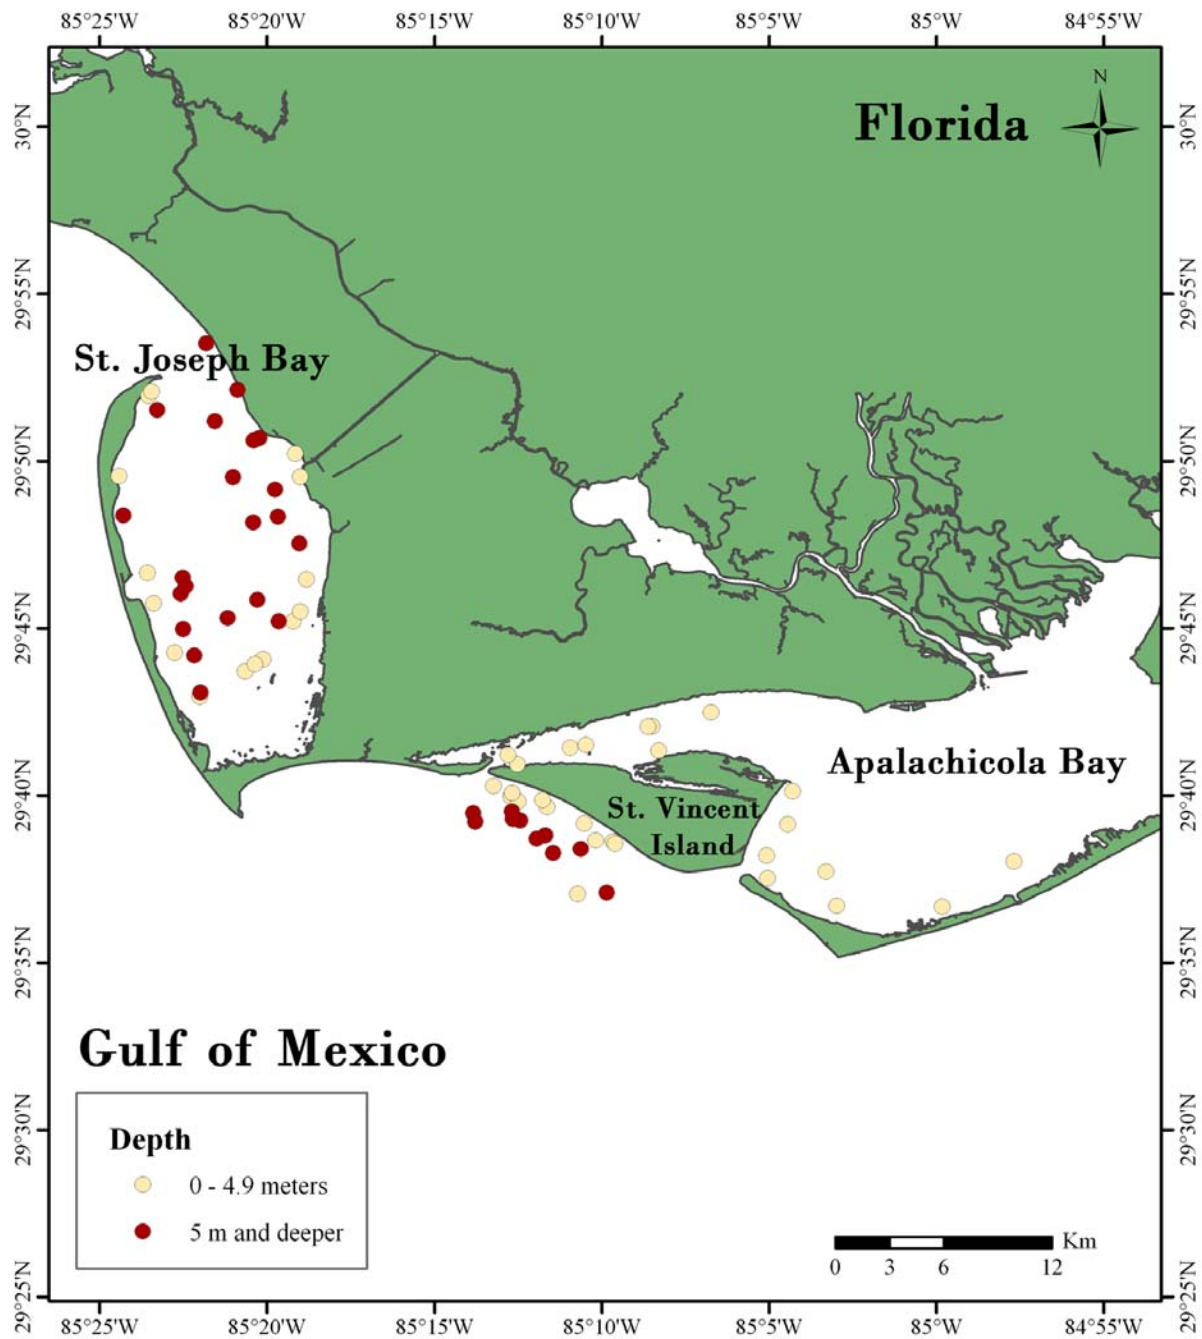 85°25'W 85°20'W 85°15'W 85°10'W 85°5'W 85°W 84°55'W
N
Florida
30°N 30°N
29°55'N 29°55'N
St. Joseph Bay
29°50'N 29°50'N
29°45'N 29°45'N
Apalachicola Bay
29°40'N 29°40'N
St. Vincent
Island
29°35'N 29°35'N
Gulf of Mexico
29°30'N 29°30'N
Depth
0 - 4.9 meters
5 m and deeper
Km
0 3 6 12
29°25'N 29°25'N
85°25'W 85°20'W 85°15'W 85°10'W 85°5'W 85°W 84°55'W